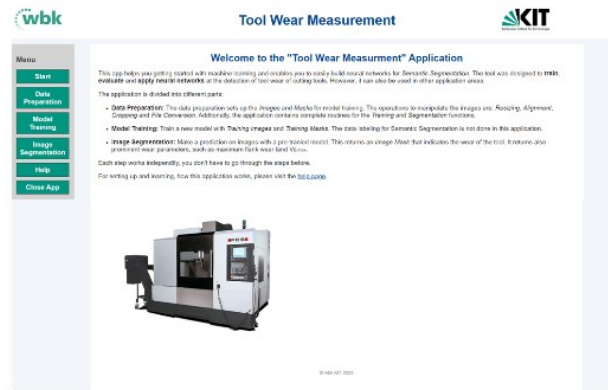 wbk
Tool Wear Measurement
KIT
Menu
Start
Data
Preparation
Model
Training
Image
Segmentation
Help
Close App
Welcome to the "Tool Wear Measurment" Application
This app helps you getting started with machine learning and enables you to easily build neural networks for Semantic Segmentation. The tool was designed to train,
evaluate and apply neural networks at the detection of tool wear of cutting tools. However, it can also be used in other application areas.
The application is divided into different parts:
• Data Preparation: The data preparation sets up the Images and Masks for model training. The operations to manipulate the images are: Resizing, Alignment,
Cropping and File Conversion. Additionally, the application contains complete routines for the Training and Segmentation functions.
• Model Training: Train a new model with Training Images and Training Masks. The data labeling for Semantic Segmentation is not done in this application.
• Image Segmentation: Make a prediction on images with a pre-trained model. This returns an Image Mask that indicates the wear of the tool. It returns also
prominent wear parameters, such as maximum flank wear land
Each step works independtly, you don't have to go through the steps before.
For setting up and learning, how this application works, please visit the help page.
© wbk KIT 2020